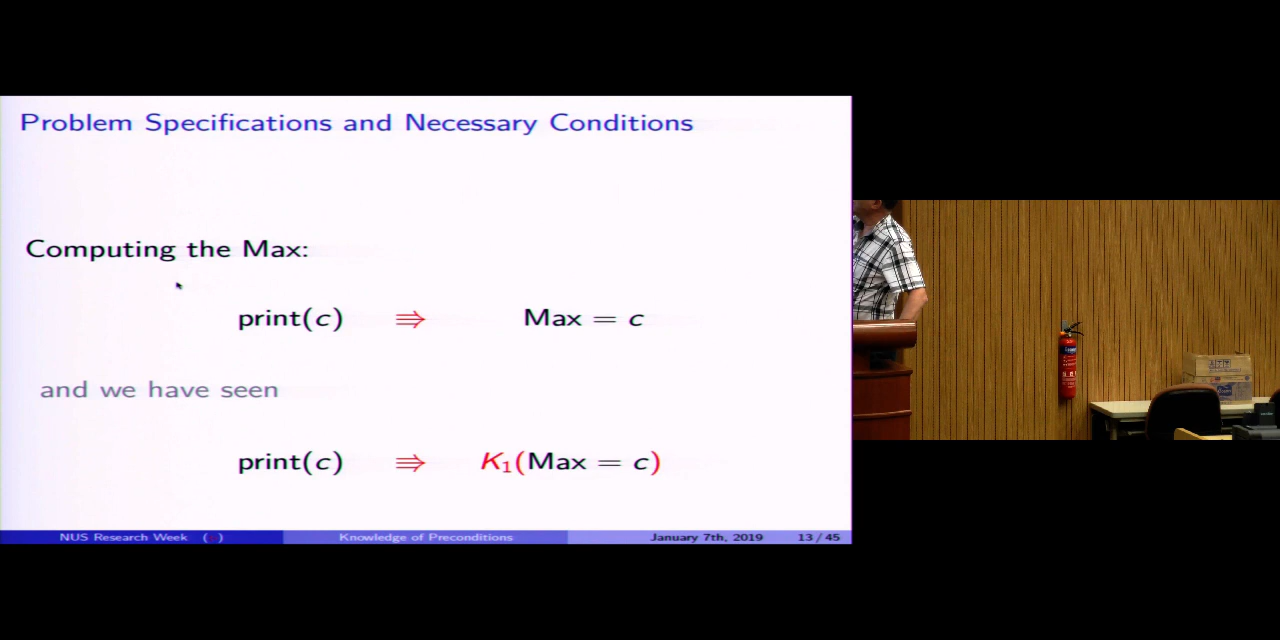 Problem Specifications and Necessary Conditions
Computing the Max:
print(c) ⇒ Max = c
and we have seen
print(c) ⇒ K₁(Max = c)
NUS Research Week () Knowledge of Preconditions January 7th, 2019 13 / 45